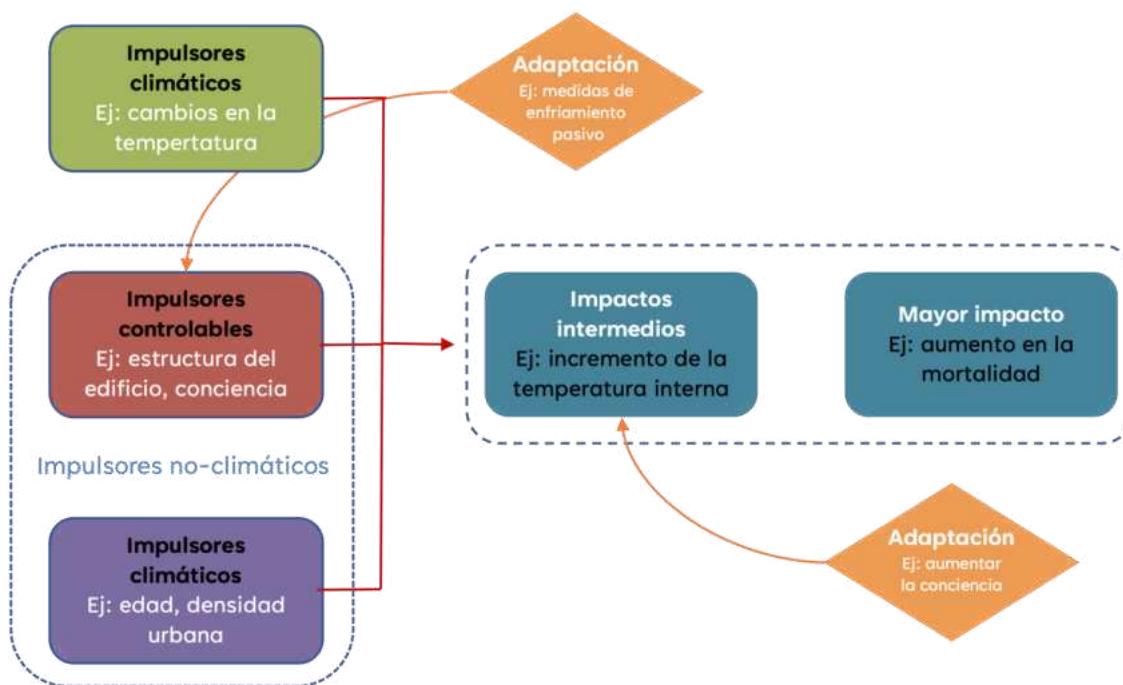 Impulsores
climáticos
Ej: cambios en la
tempertatura
Adaptación
Ej: medidas de
enfriamiento
pasivo
Impulsores
controlables
Ej: estructura del
edificio, conciencia
Impactos
intermedios
Ej: incremento de la
temperatura interna
Mayor impacto
Ej: aumento en la
mortalidad
Impulsores no-climáticos
Impulsores
climáticos
Ej: edad, densidad
urbana
Adaptación
Ej: aumentar
la conciencia